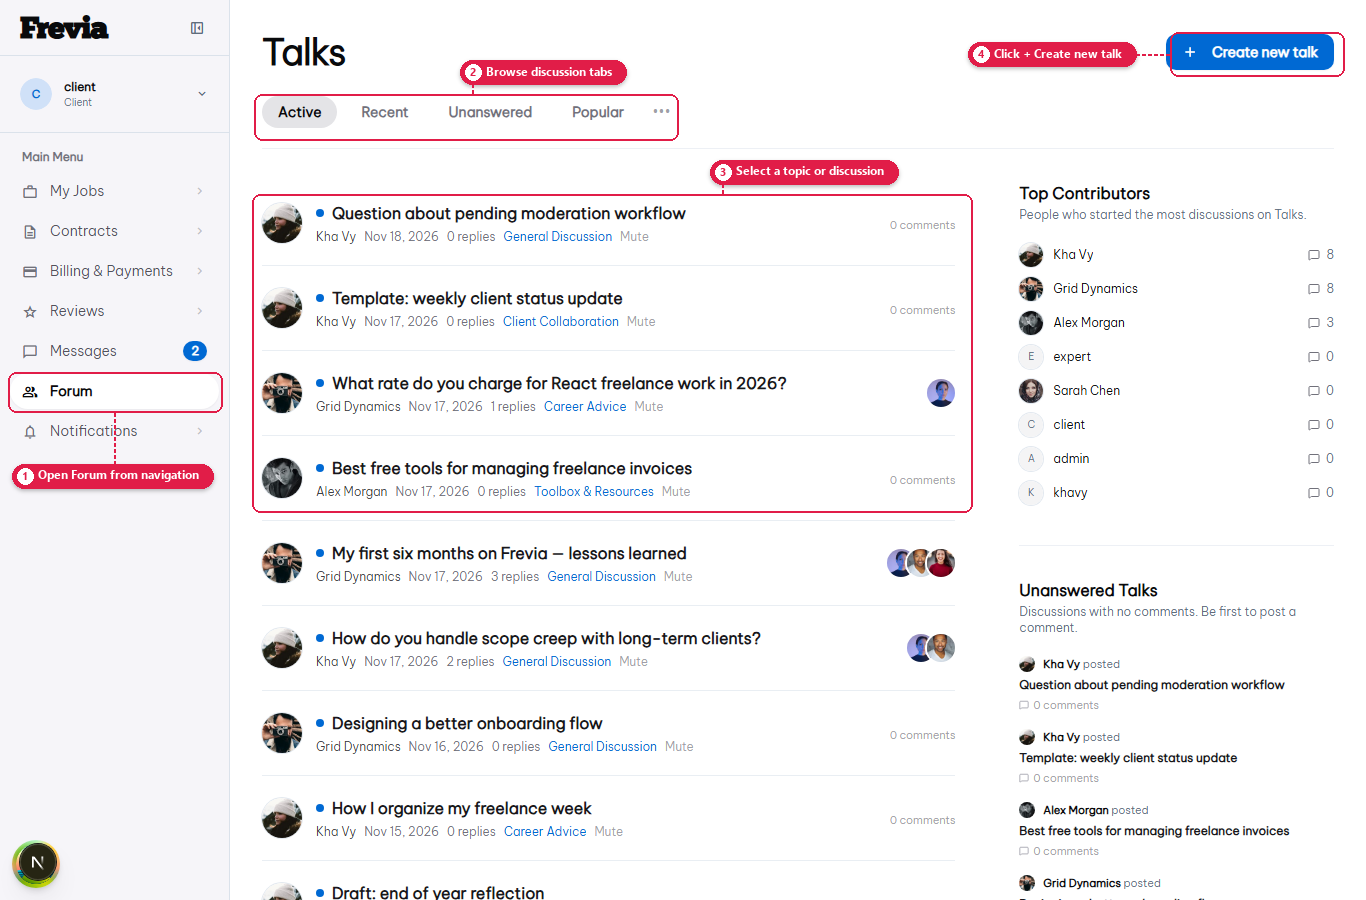 Frevia
C
client
Client
Main Menu
My Jobs
Contracts
Billing & Payments
Reviews
Messages
2
Forum
Notifications
1 Open Forum from navigation
N
Talks
2 Browse discussion tabs
4 Click + Create new talk
+ Create new talk
Active Recent Unanswered Popular •••
3 Select a topic or discussion
Question about pending moderation workflow
Kha Vy Nov 18, 2026 0 replies General Discussion Mute
0 comments
Template: weekly client status update
Kha Vy Nov 17, 2026 0 replies Client Collaboration Mute
0 comments
What rate do you charge for React freelance work in 2026?
Grid Dynamics Nov 17, 2026 1 replies Career Advice Mute
Best free tools for managing freelance invoices
Alex Morgan Nov 17, 2026 0 replies Toolbox & Resources Mute
0 comments
My first six months on Frevia — lessons learned
Grid Dynamics Nov 17, 2026 3 replies General Discussion Mute
How do you handle scope creep with long-term clients?
Kha Vy Nov 17, 2026 2 replies General Discussion Mute
Designing a better onboarding flow
Grid Dynamics Nov 16, 2026 0 replies General Discussion Mute
0 comments
How I organize my freelance week
Kha Vy Nov 15, 2026 0 replies Career Advice Mute
0 comments
Draft: end of year reflection
Top Contributors
People who started the most discussions on Talks.
Kha Vy 8
Grid Dynamics 8
Alex Morgan 3
E expert 0
Sarah Chen 0
C client 0
A admin 0
K khavy 0
Unanswered Talks
Discussions with no comments. Be first to post a
comment.
Kha Vy posted
Question about pending moderation workflow
0 comments
Kha Vy posted
Template: weekly client status update
0 comments
Alex Morgan posted
Best free tools for managing freelance invoices
0 comments
Grid Dynamics posted